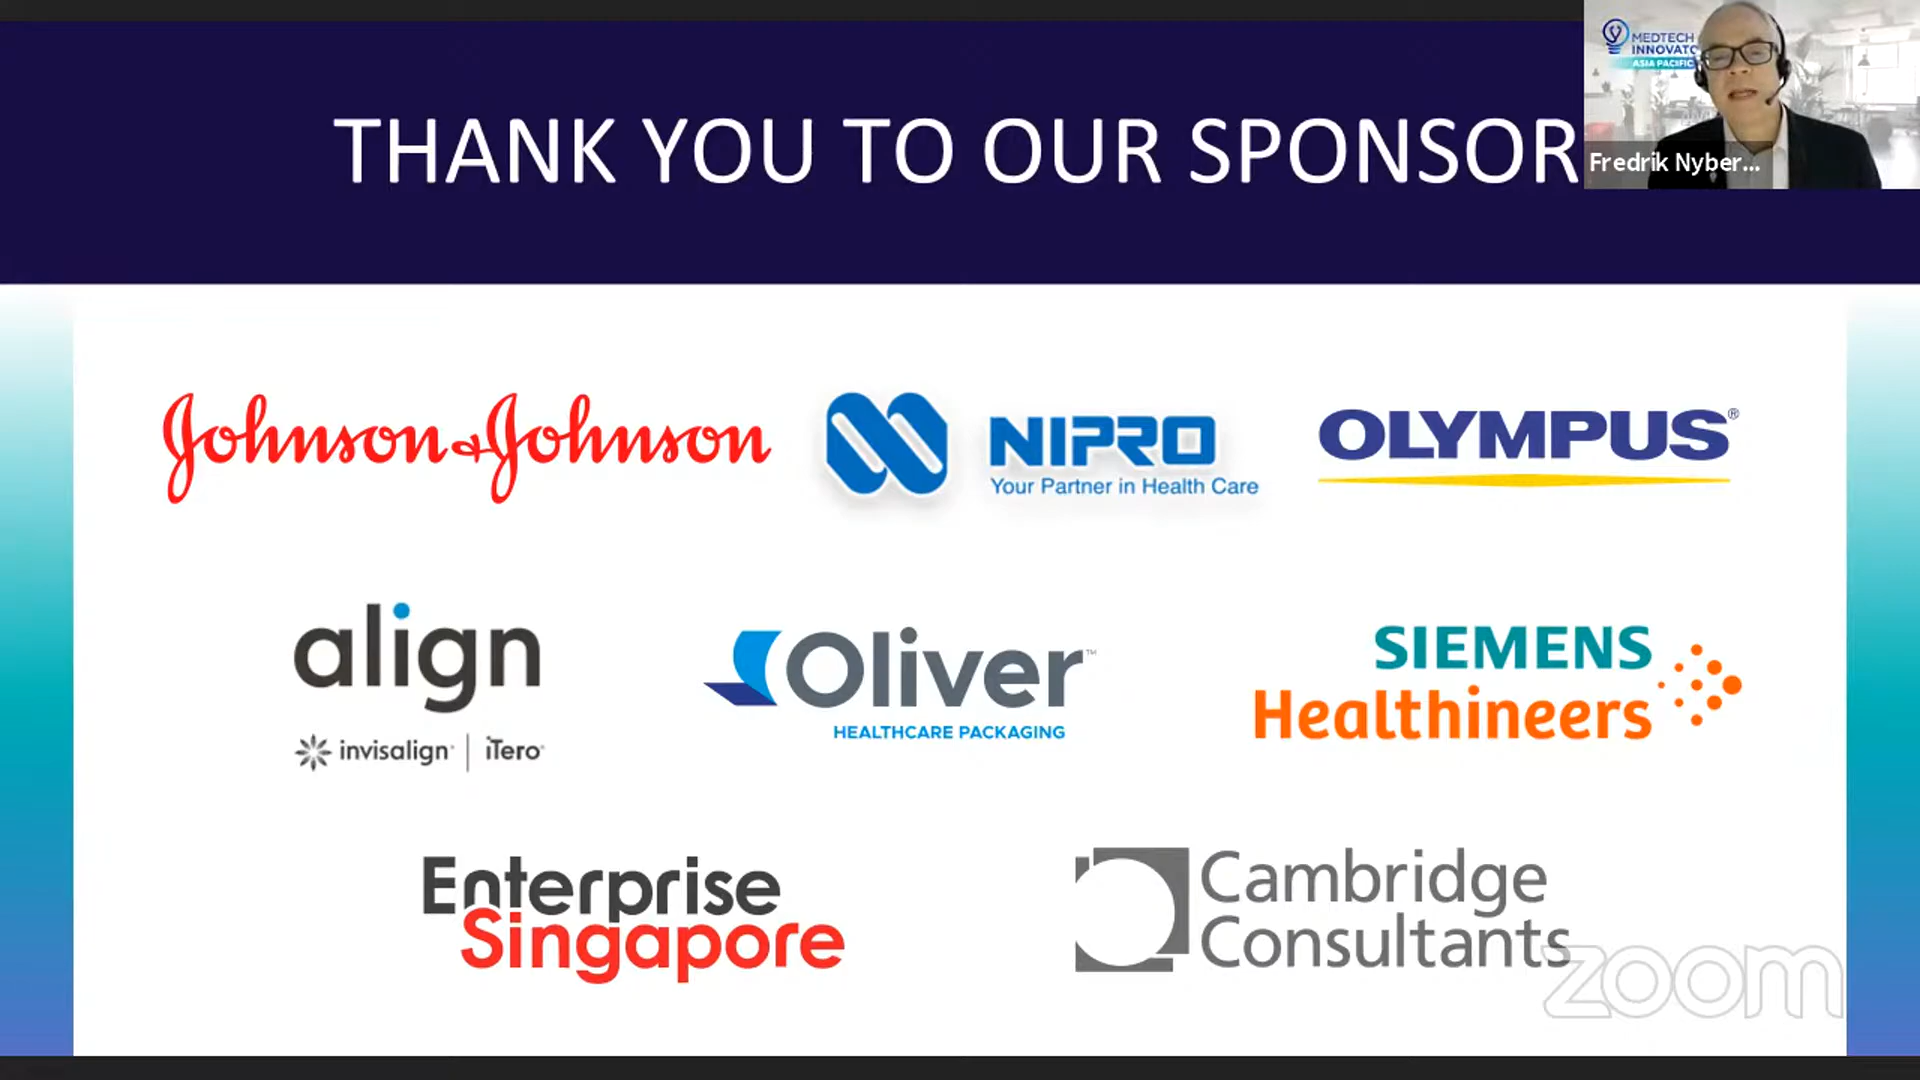 THANK YOU TO OUR SPONSOR
MEDTECH
INNOVATO
ASIA PACIFIC
Fredrik Nyber...
Johnson & Johnson
NIPRO
Your Partner in Health Care
OLYMPUS®
align
invisalign | iTero
Oliver™
HEALTHCARE PACKAGING
SIEMENS
Healthineers
Enterprise
Singapore
Cambridge
Consultants
zoom